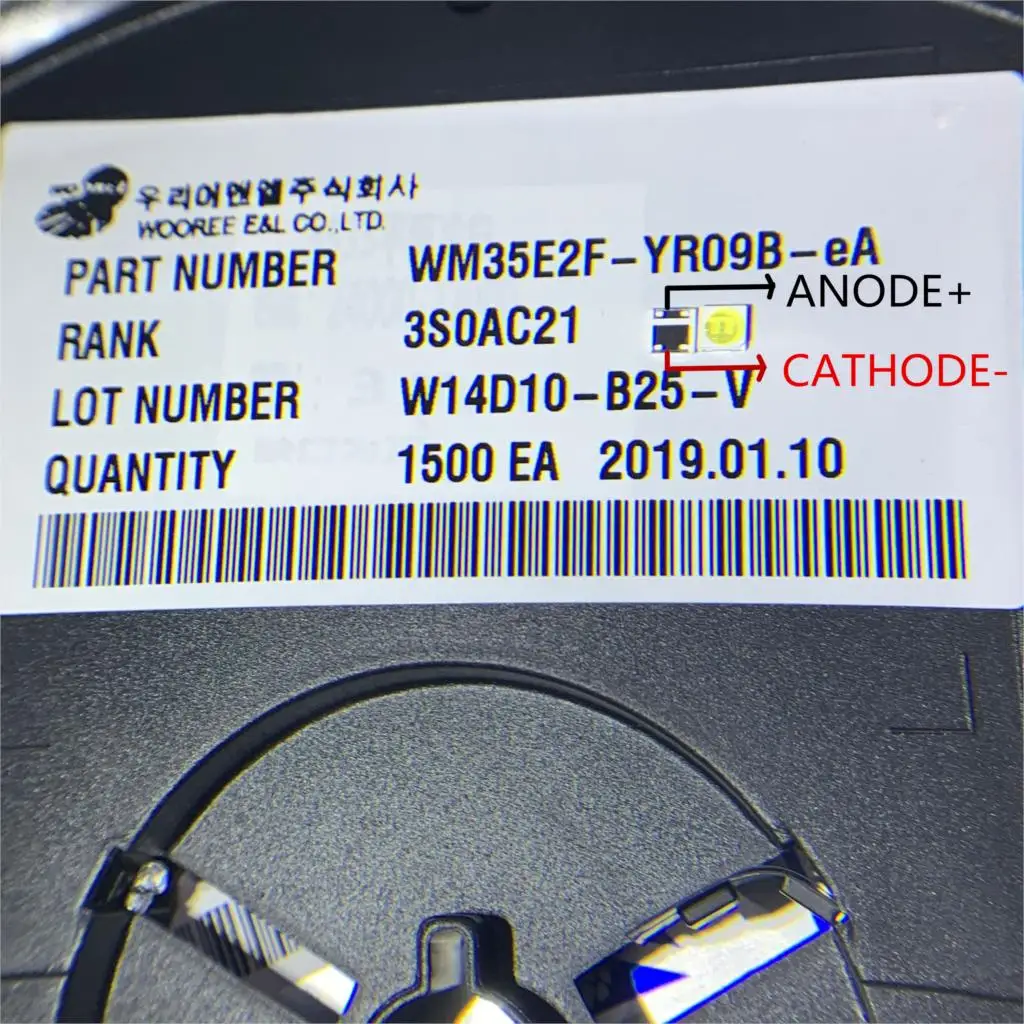 우리이앤엘주식회사
WOOREE E&L CO.,LTD.
PART NUMBER WM35E2F-YR09B-eA
ANODE+
RANK 3S0AC21
CATHODE-
LOT NUMBER W14D10-B25-V
QUANTITY 1500 EA 2019.01.10